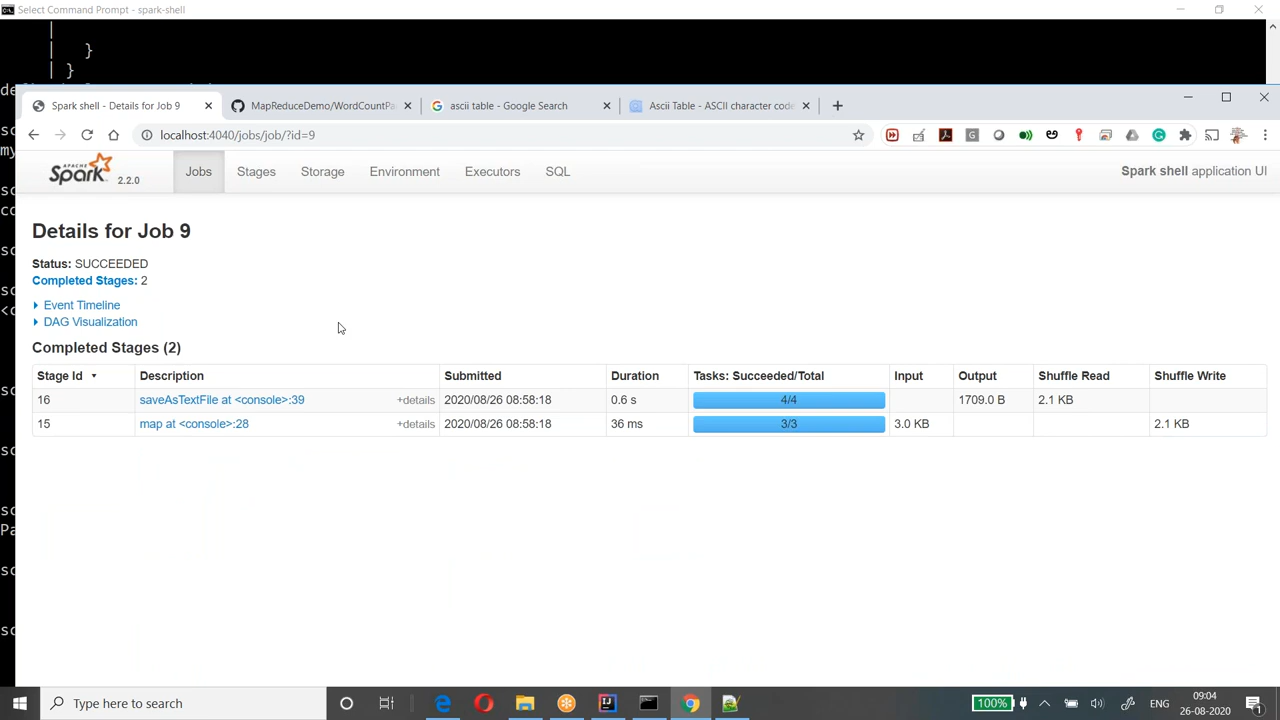 Select Command Prompt - spark-shell
|
| }
| }
Spark shell - Details for Job 9
MapReduceDemo/WordCountPa
ascii table - Google Search
Ascii Table - ASCII character code
localhost:4040/jobs/job/?id=9
APACHE Spark 2.2.0
Jobs
Stages
Storage
Environment
Executors
SQL
Spark shell application UI
Details for Job 9
Status: SUCCEEDED
Completed Stages: 2
Event Timeline
DAG Visualization
Completed Stages (2)
Stage Id Description Submitted Duration Tasks: Succeeded/Total Input Output Shuffle Read Shuffle Write
16 saveAsTextFile at <console>:39 +details 2020/08/26 08:58:18 0.6 s 4/4 1709.0 B 2.1 KB
15 map at <console>:28 +details 2020/08/26 08:58:18 36 ms 3/3 3.0 KB 2.1 KB
Type here to search
100%
ENG
09:04
26-08-2020